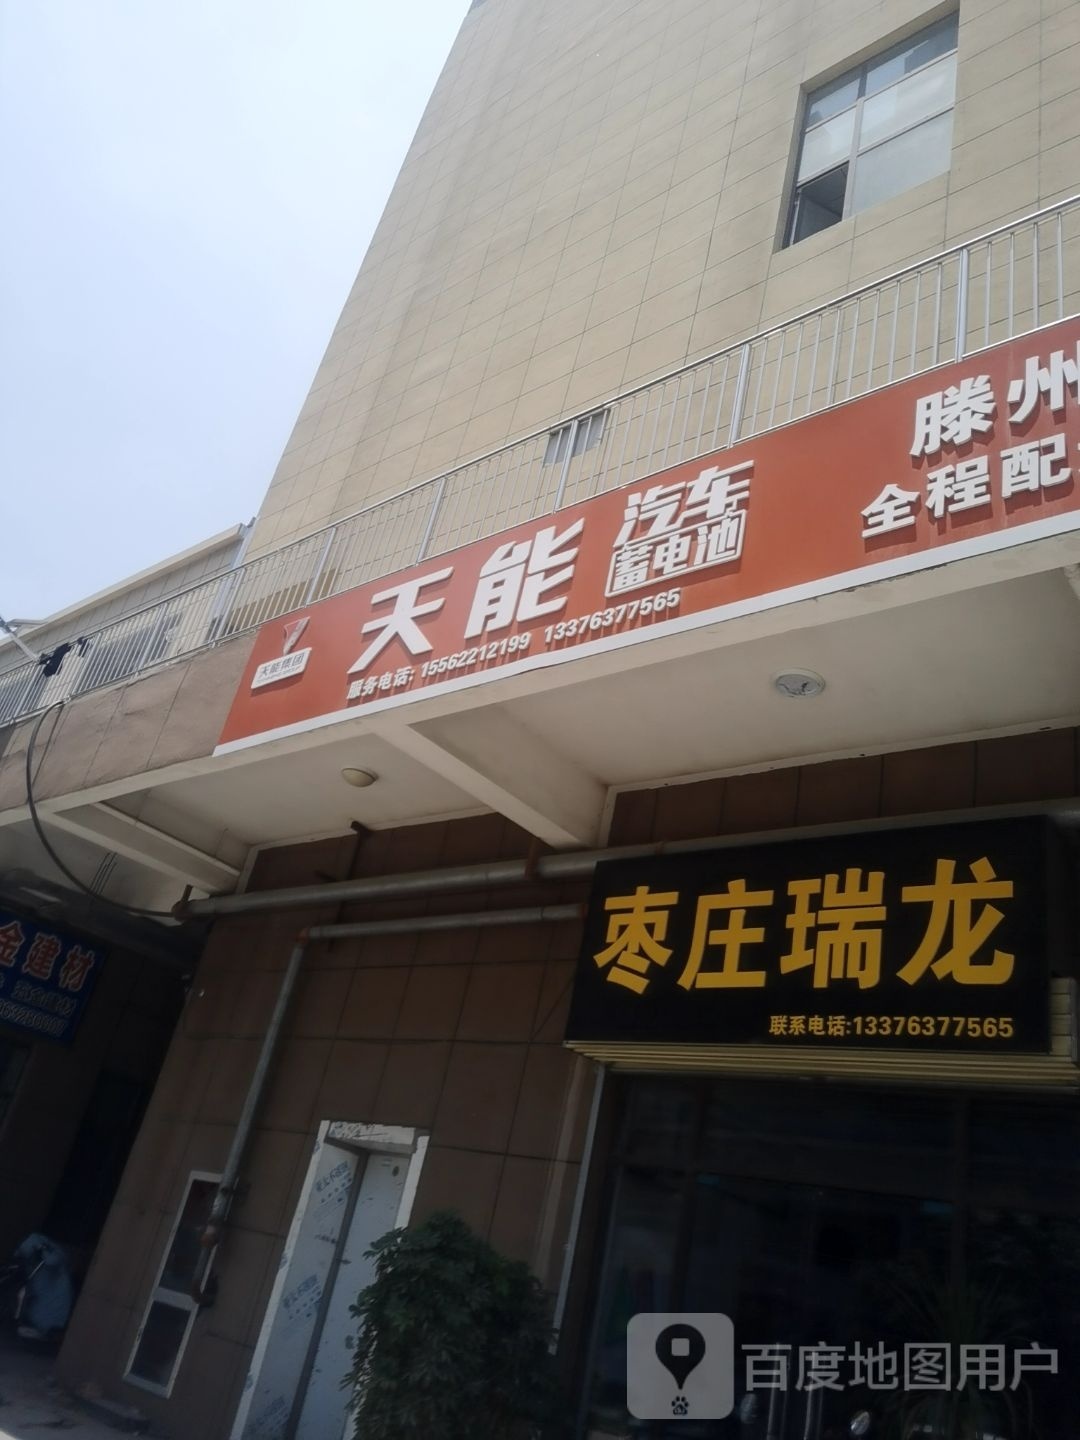 滕州
全程配
天能 汽车
蓄电池
天能集团
服务电话: 15562212199 13376377565
枣庄瑞龙
联系电话:13376377565
金建材
百度地图用户